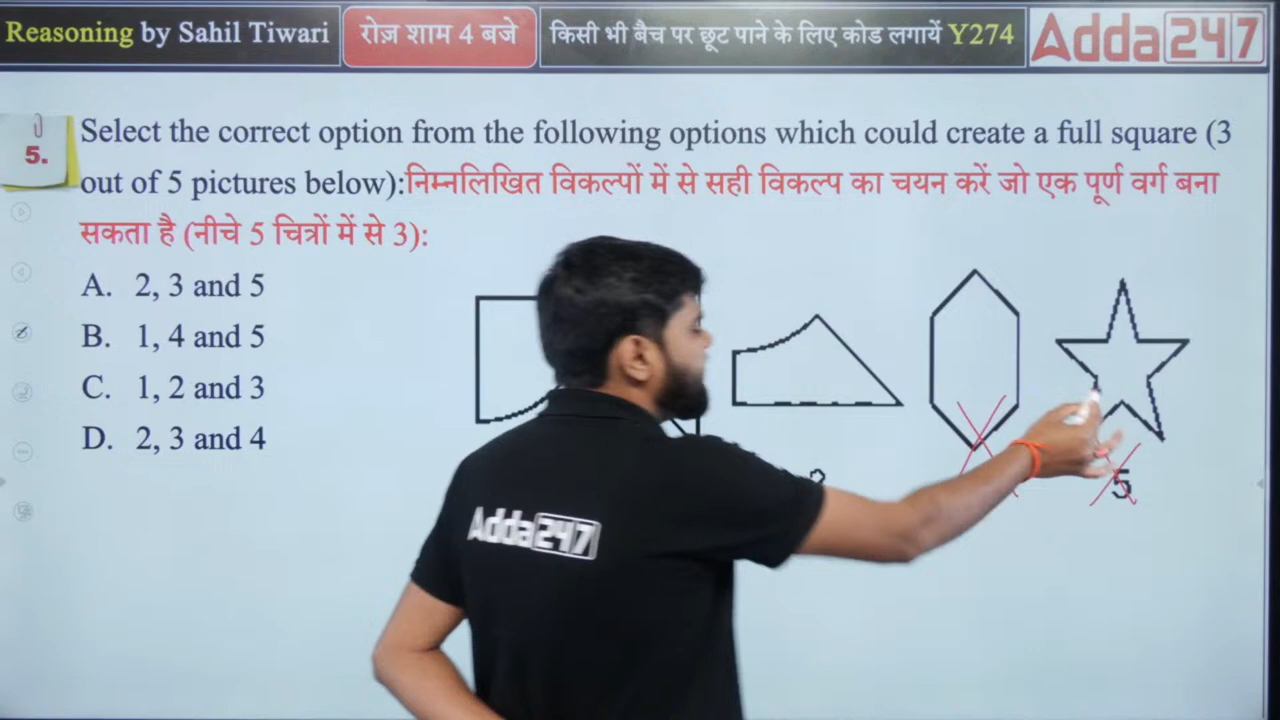 Reasoning by Sahil Tiwari
रोज़ शाम 4 बजे
किसी भी बैच पर छूट पाने के लिए कोड लगायें Y274
Adda247
5.
Select the correct option from the following options which could create a full square (3
out of 5 pictures below):निम्नलिखित विकल्पों में से सही विकल्प का चयन करें जो एक पूर्ण वर्ग बना
सकता है (नीचे 5 चित्रों में से 3):
A. 2, 3 and 5
B. 1, 4 and 5
C. 1, 2 and 3
D. 2, 3 and 4
5
Adda247